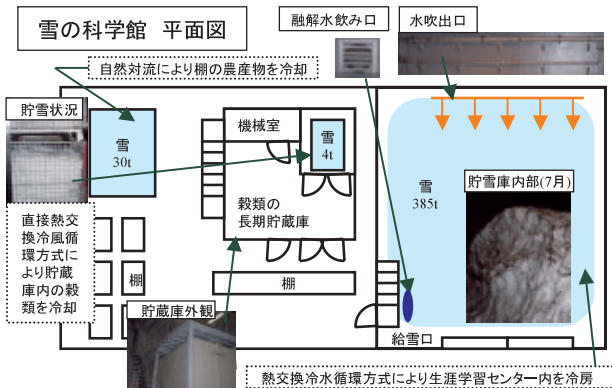 雪の科学館 平面図
融解水飲み口
水吹出口
自然対流により棚の農産物を冷却
貯雪状況
機械室
雪
30t
雪
4t
貯雪庫内部(7月)
雪
385t
穀類の
長期貯蔵庫
直接熱交
換冷風循
環方式に
より貯蔵
庫内の穀
類を冷却
棚
棚
貯蔵庫外観
給雪口
熱交換冷水循環方式により生涯学習センター内を冷房